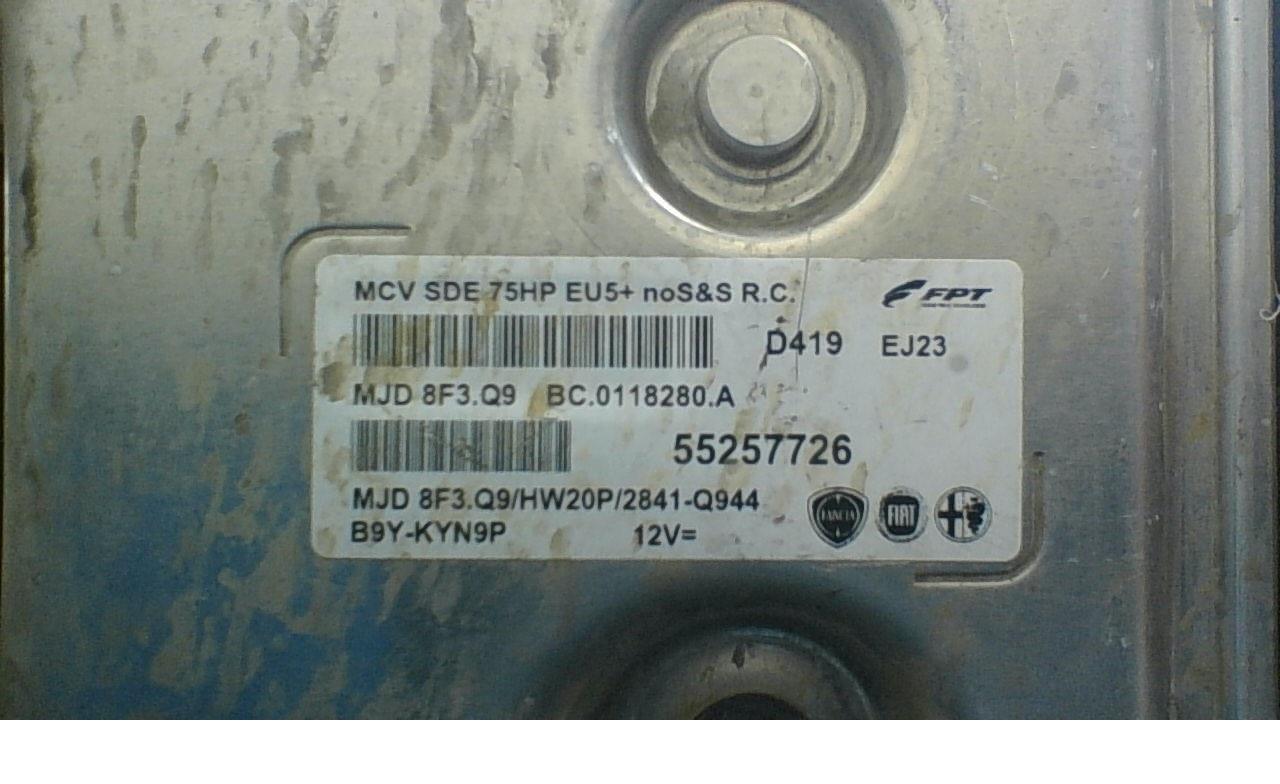 MCV SDE 75HP EU5+ noS&S R.C.
FPT
D419 EJ23
MJD 8F3.Q9 BC.0118280.A
55257726
MJD 8F3.Q9/HW20P/2841-Q944
LANCIA FIAT
B9Y-KYN9P 12V=